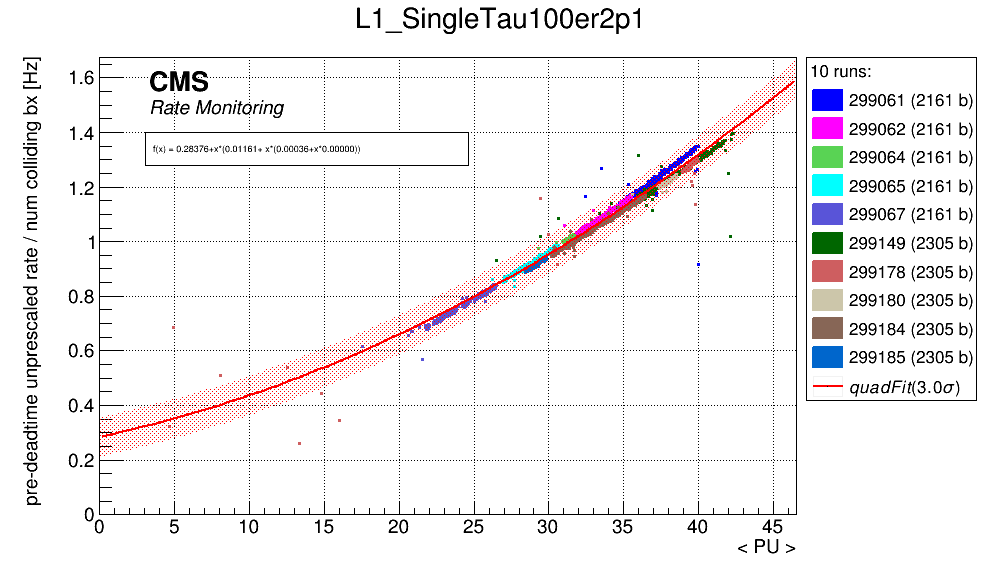 L1_SingleTau100er2p1
pre-deadtime unprescaled rate / num colliding bx [Hz]
CMS
Rate Monitoring
f(x) = 0.28376+x*(0.01161+ x*(0.00036+x*0.00000))
1.6
1.4
1.2
1
0.8
0.6
0.4
0.2
0
0 5 10 15 20 25 30 35 40 45
< PU >
10 runs:
299061 (2161 b)
299062 (2161 b)
299064 (2161 b)
299065 (2161 b)
299067 (2161 b)
299149 (2305 b)
299178 (2305 b)
299180 (2305 b)
299184 (2305 b)
299185 (2305 b)
quadFit(3.0σ)